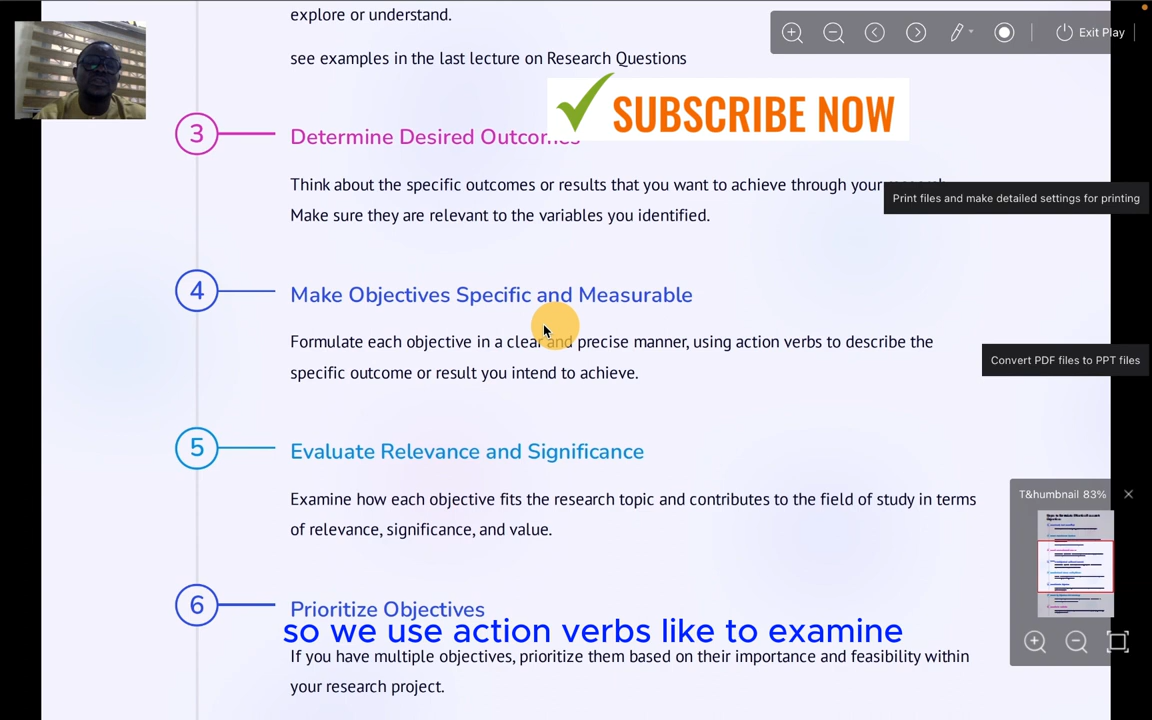 explore or understand.
Exit Play
see examples in the last lecture on Research Questions
SUBSCRIBE NOW
3
Determine Desired Outcomes
Think about the specific outcomes or results that you want to achieve through your
Print files and make detailed settings for printing
Make sure they are relevant to the variables you identified.
4
Make Objectives Specific and Measurable
Formulate each objective in a clear and precise manner, using action verbs to describe the
Convert PDF files to PPT files
specific outcome or result you intend to achieve.
5
Evaluate Relevance and Significance
T&humbnail 83%
Examine how each objective fits the research topic and contributes to the field of study in terms
of relevance, significance, and value.
6
Prioritize Objectives
so we use action verbs like to examine
If you have multiple objectives, prioritize them based on their importance and feasibility within
your research project.